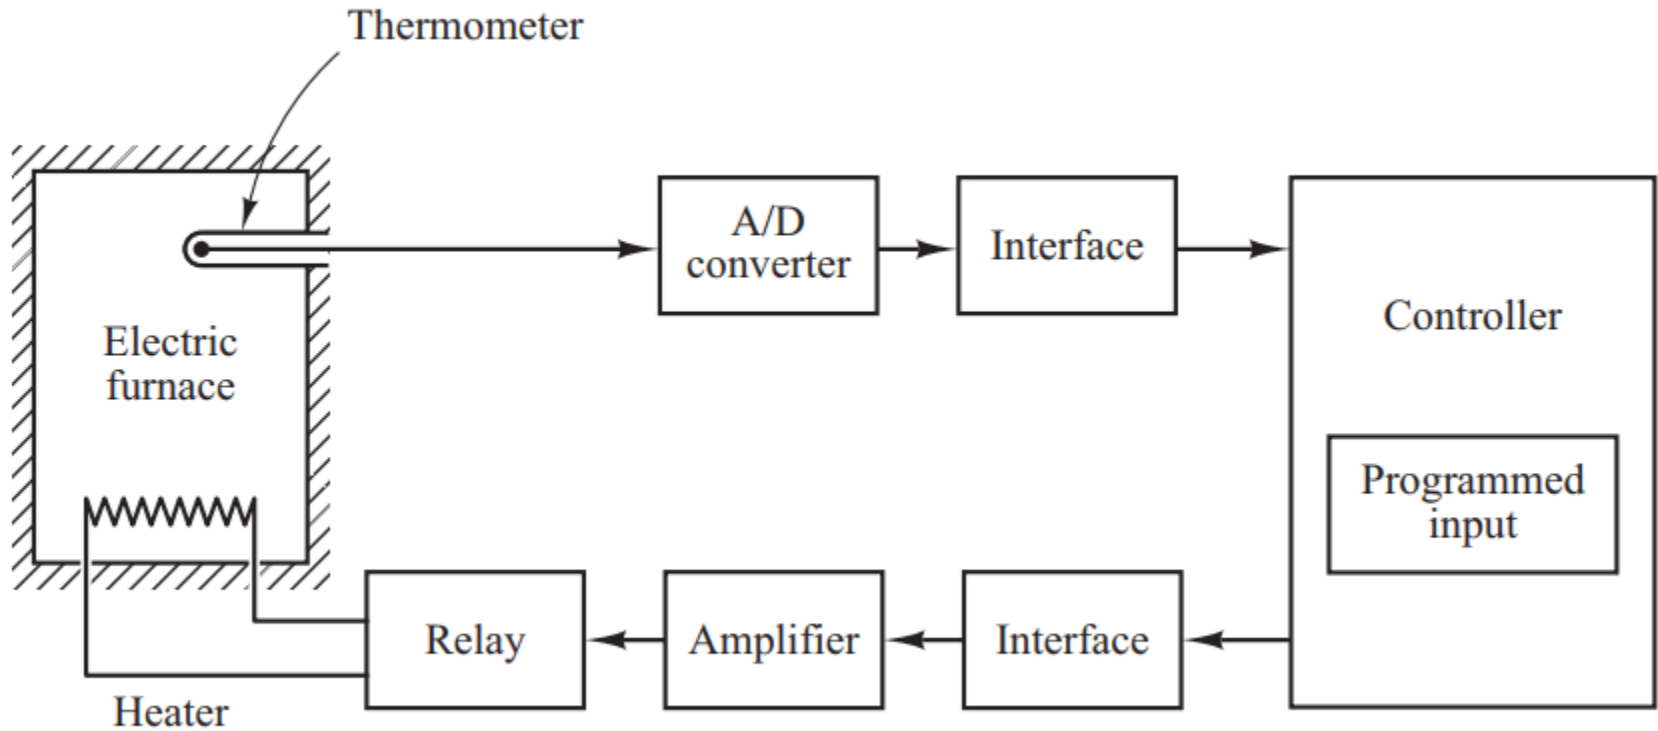 Thermometer
A/D
converter
Interface
Controller
Electric
furnace
Programmed
input
Relay
Amplifier
Interface
Heater